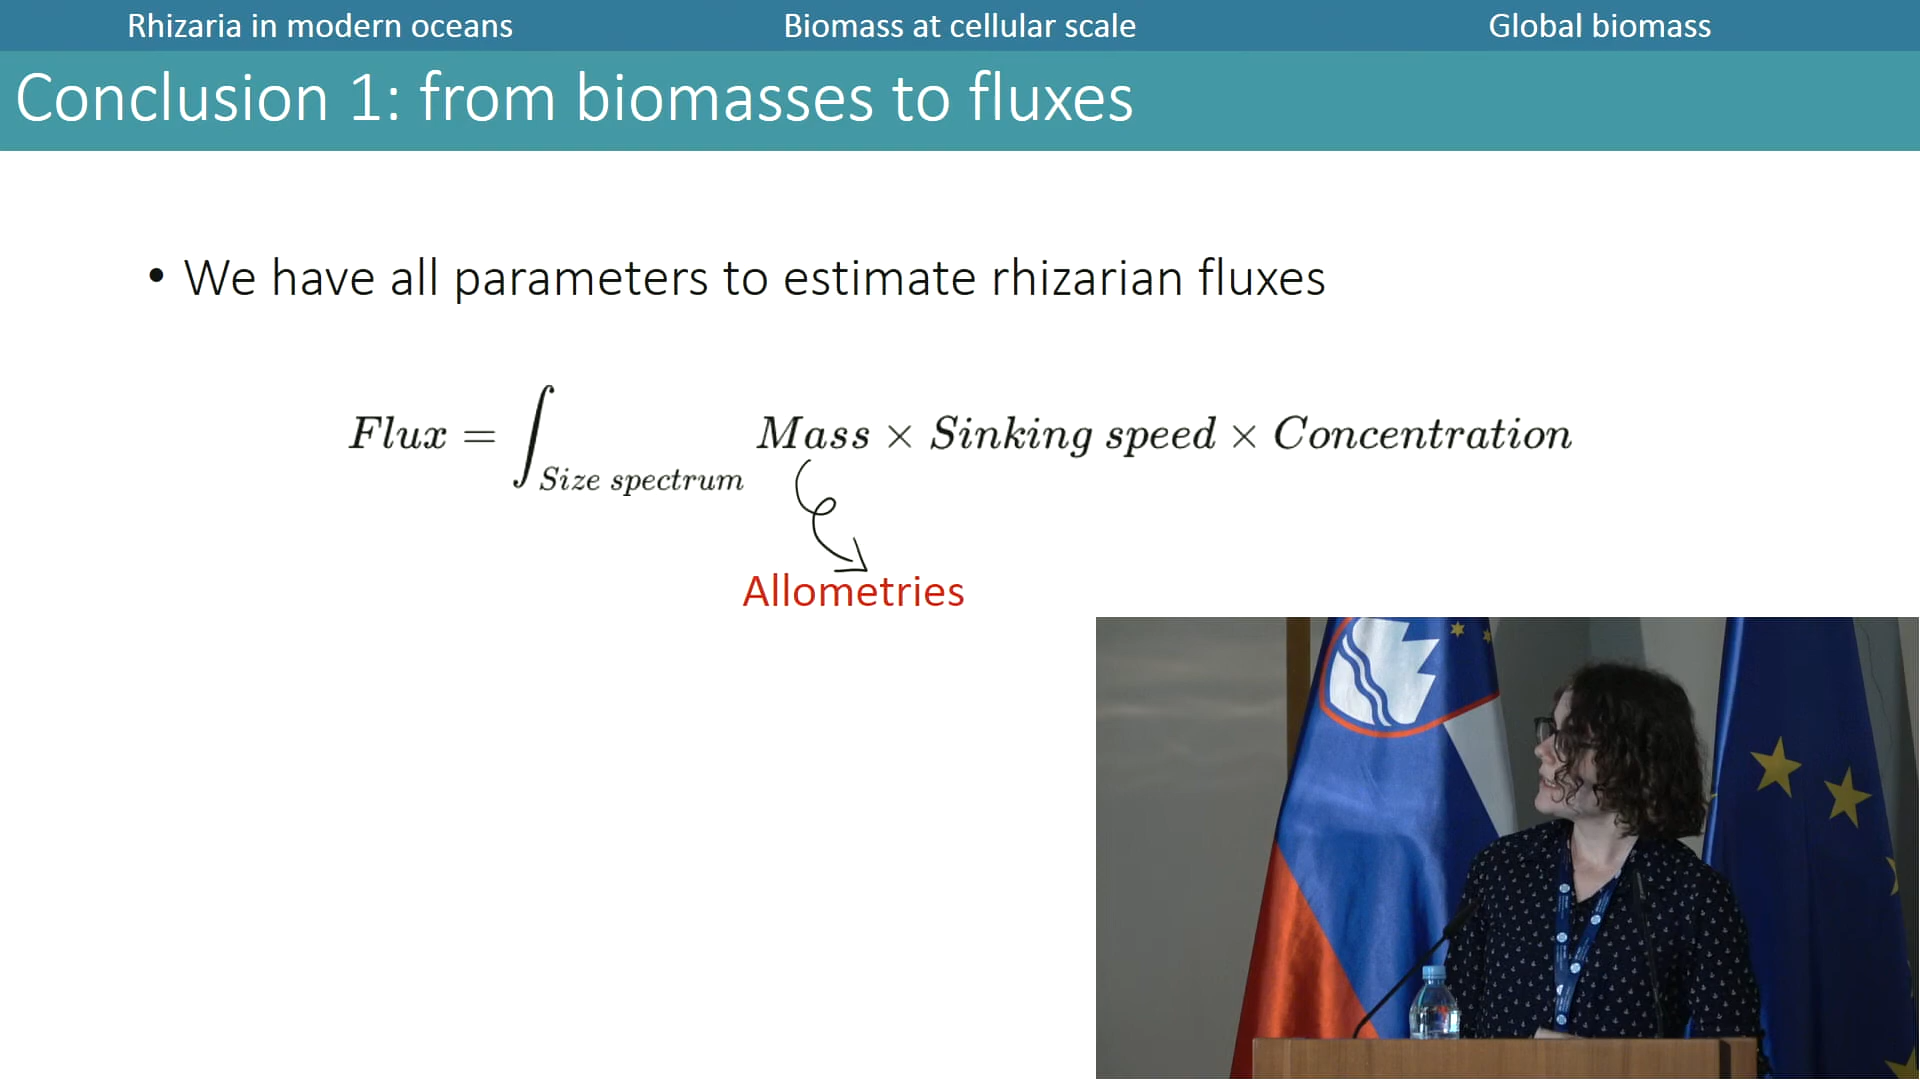 Rhizaria in modern oceans Biomass at cellular scale Global biomass
Conclusion 1: from biomasses to fluxes
• We have all parameters to estimate rhizarian fluxes
Flux = ∫_{Size spectrum} Mass × Sinking speed × Concentration
Allometries